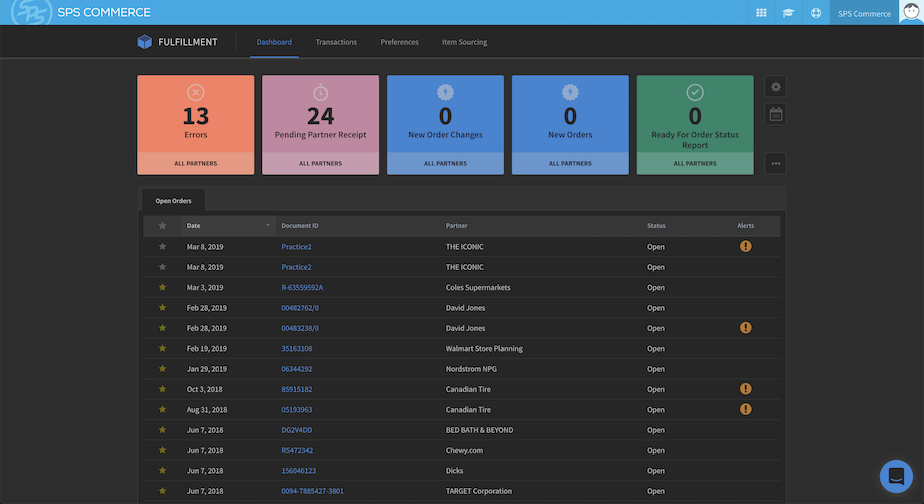 SPS COMMERCE
SPS Commerce
FULFILLMENT
Dashboard
Transactions
Preferences
Item Sourcing
13
Errors
ALL PARTNERS
24
Pending Partner Receipt
ALL PARTNERS
0
New Order Changes
ALL PARTNERS
0
New Orders
ALL PARTNERS
0
Ready For Order Status
Report
ALL PARTNERS
Open Orders
Date Document ID Partner Status Alerts
Mar 8, 2019 Practice2 THE ICONIC Open
Mar 8, 2019 Practice2 THE ICONIC Open
Mar 3, 2019 R-63559592A Coles Supermarkets Open
Feb 28, 2019 00482762/0 David Jones Open
Feb 28, 2019 00483238/0 David Jones Open
Feb 19, 2019 35163108 Walmart Store Planning Open
Jan 29, 2019 06344292 Nordstrom NPG Open
Oct 3, 2018 85915182 Canadian Tire Open
Aug 31, 2018 05193963 Canadian Tire Open
Jun 7, 2018 DG2V4DD BED BATH & BEYOND Open
Jun 7, 2018 RS472342 Chewy.com Open
Jun 7, 2018 156046123 Dicks Open
Jun 7, 2018 0094-7885427-3801 TARGET Corporation Open